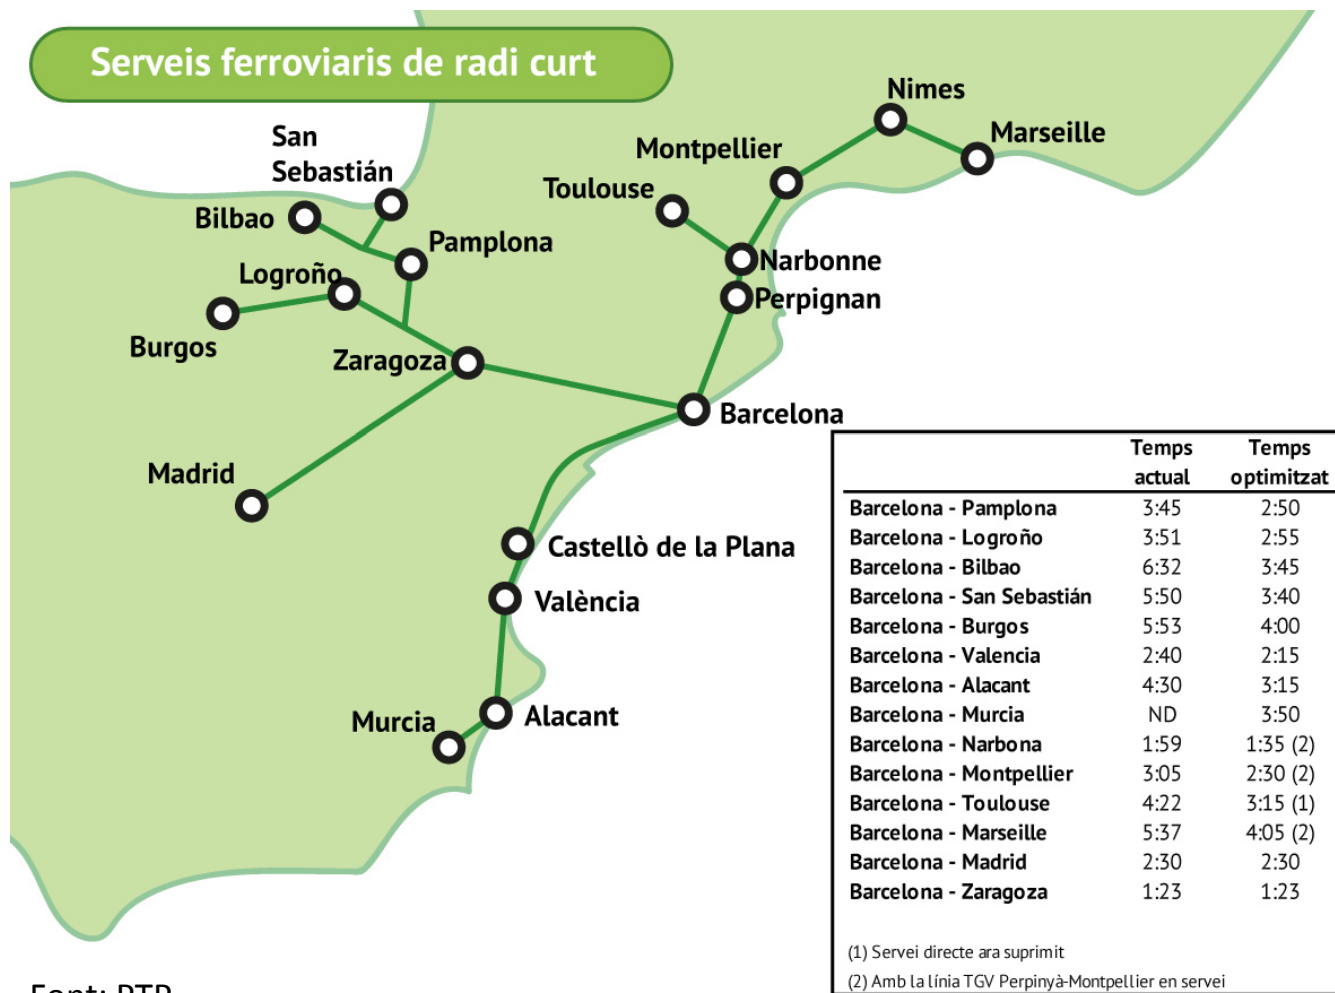 Serveis ferroviaris de radi curt
Nimes
Marseille
Montpellier
Toulouse
San
Sebastián
Bilbao
Pamplona
Narbonne
Logroño
Perpignan
Burgos
Zaragoza
Barcelona
Madrid
Castellò de la Plana
València
Alacant
Murcia
Temps Temps
actual optimitzat
Barcelona - Pamplona 3:45 2:50
Barcelona - Logroño 3:51 2:55
Barcelona - Bilbao 6:32 3:45
Barcelona - San Sebastián 5:50 3:40
Barcelona - Burgos 5:53 4:00
Barcelona - Valencia 2:40 2:15
Barcelona - Alacant 4:30 3:15
Barcelona - Murcia ND 3:50
Barcelona - Narbona 1:59 1:35 (2)
Barcelona - Montpellier 3:05 2:30 (2)
Barcelona - Toulouse 4:22 3:15 (1)
Barcelona - Marseille 5:37 4:05 (2)
Barcelona - Madrid 2:30 2:30
Barcelona - Zaragoza 1:23 1:23
(1) Servei directe ara suprimit
(2) Amb la línia TGV Perpinyà-Montpellier en servei
Font: PTP